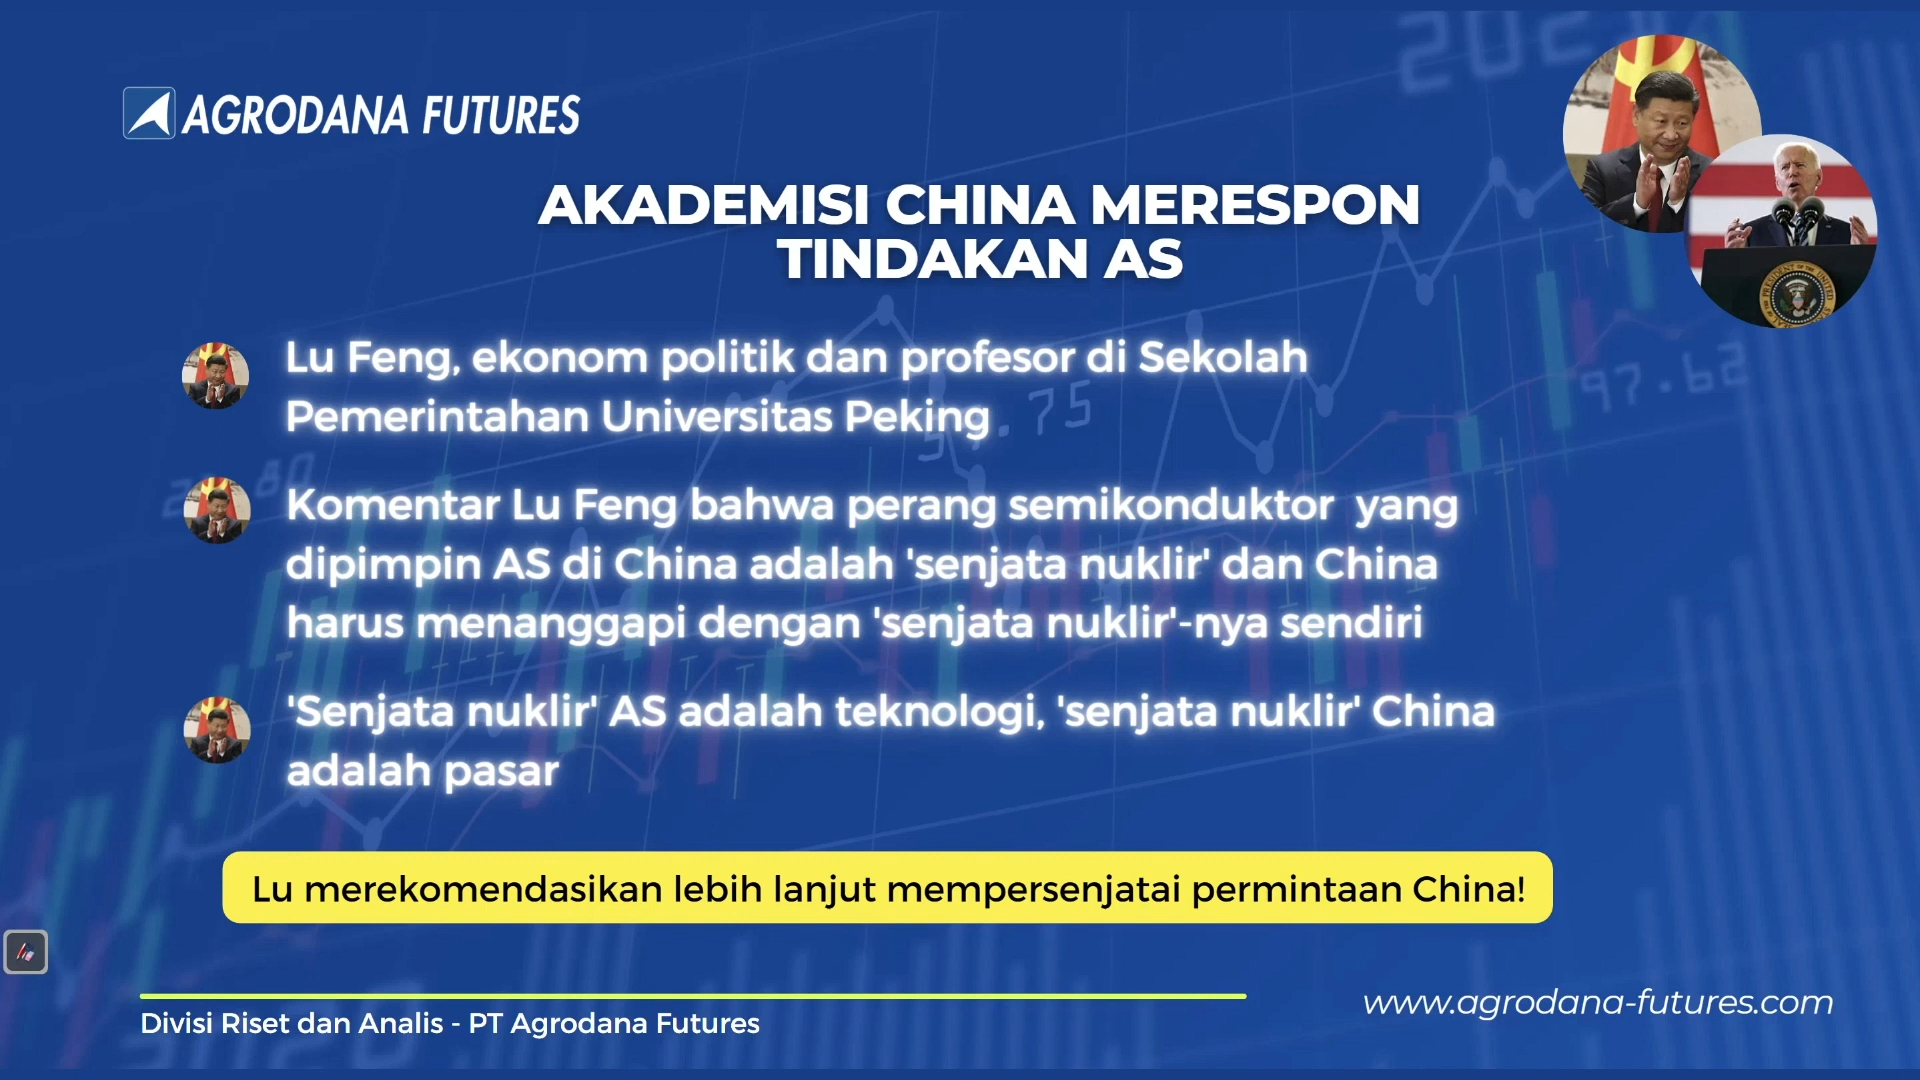 AGRODANA FUTURES
AKADEMISI CHINA MERESPON
TINDAKAN AS
Lu Feng, ekonom politik dan profesor di Sekolah
Pemerintahan Universitas Peking
Komentar Lu Feng bahwa perang semikonduktor yang
dipimpin AS di China adalah 'senjata nuklir' dan China
harus menanggapi dengan 'senjata nuklir'-nya sendiri
'Senjata nuklir' AS adalah teknologi, 'senjata nuklir' China
adalah pasar
Lu merekomendasikan lebih lanjut mempersenjatai permintaan China!
Divisi Riset dan Analis - PT Agrodana Futures
www.agrodana-futures.com
97.62